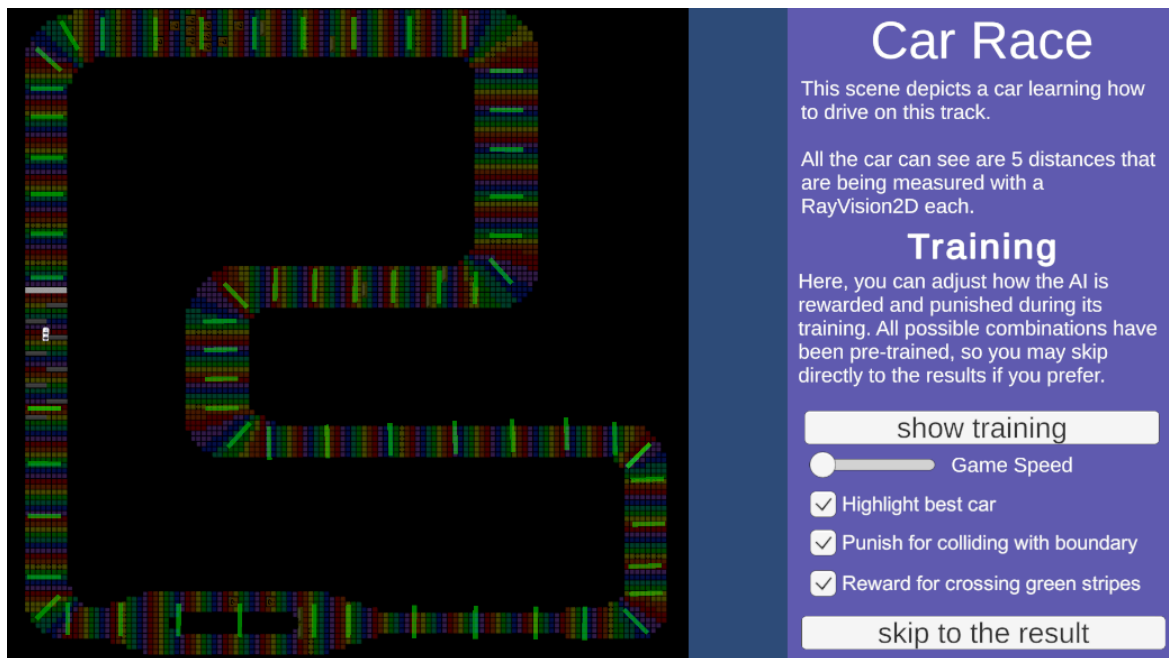 Car Race
This scene depicts a car learning how
to drive on this track.
All the car can see are 5 distances that
are being measured with a
RayVision2D each.
Training
Here, you can adjust how the AI is
rewarded and punished during its
training. All possible combinations have
been pre-trained, so you may skip
directly to the results if you prefer.
show training
Game Speed
Highlight best car
Punish for colliding with boundary
Reward for crossing green stripes
skip to the result